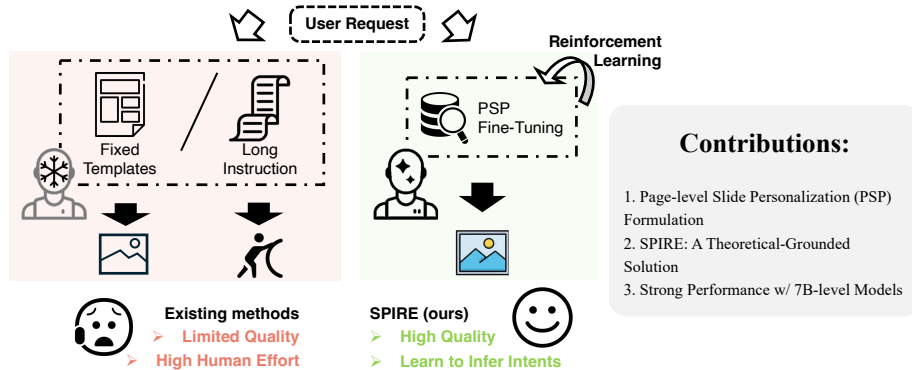 User Request
Reinforcement
Learning
Fixed
Templates
Long
Instruction
PSP
Fine-Tuning
Existing methods
➢ Limited Quality
➢ High Human Effort
SPIRE (ours)
➢ High Quality
➢ Learn to Infer Intents
Contributions:
1. Page-level Slide Personalization (PSP)
Formulation
2. SPIRE: A Theoretical-Grounded
Solution
3. Strong Performance w/ 7B-level Models